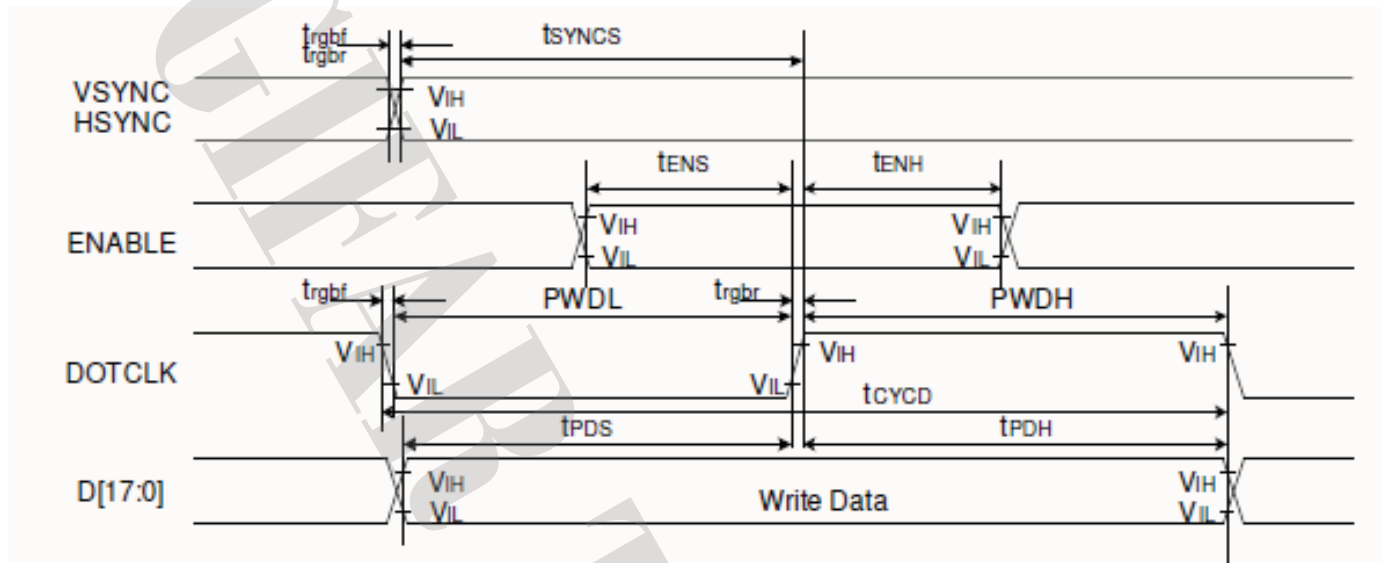 trgbf
trgbr
tSYNCS
VSYNC
HSYNC
VIH
VIL
tENS
tENH
ENABLE
VIH
VIL
VIH
VIL
trgbf
PWDL
trgbr
PWDH
DOTCLK
VIH
VIL
VIL
VIH
VIH
tCYCD
tPDS
tPDH
D[17:0]
VIH
VIL
Write Data
VIH
VIL